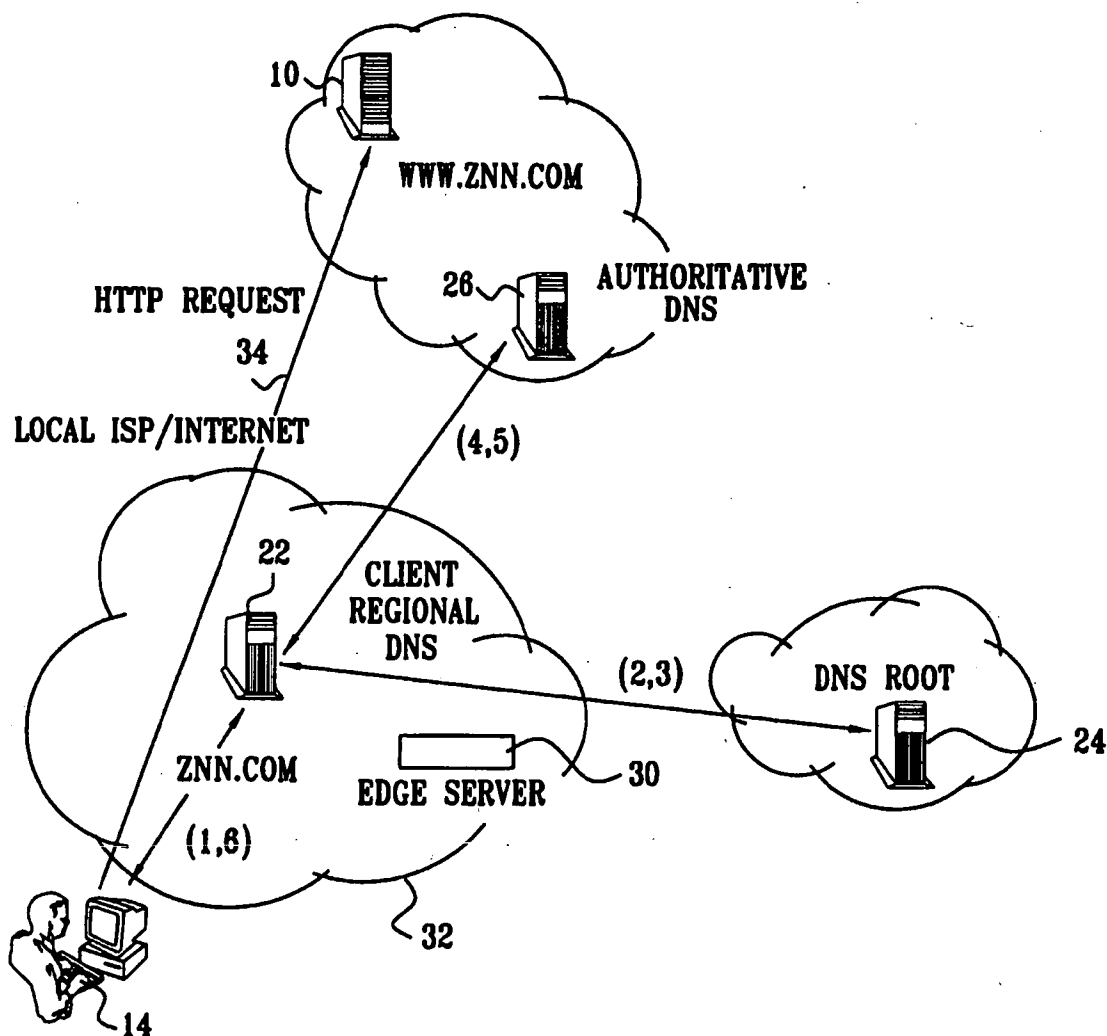 10
WWW.ZNN.COM
26
AUTHORITATIVE
DNS
HTTP REQUEST
34
LOCAL ISP/INTERNET
(4,5)
22
CLIENT
REGIONAL
DNS
(2,3)
DNS ROOT
24
ZNN.COM
30
EDGE SERVER
(1,6)
32
14